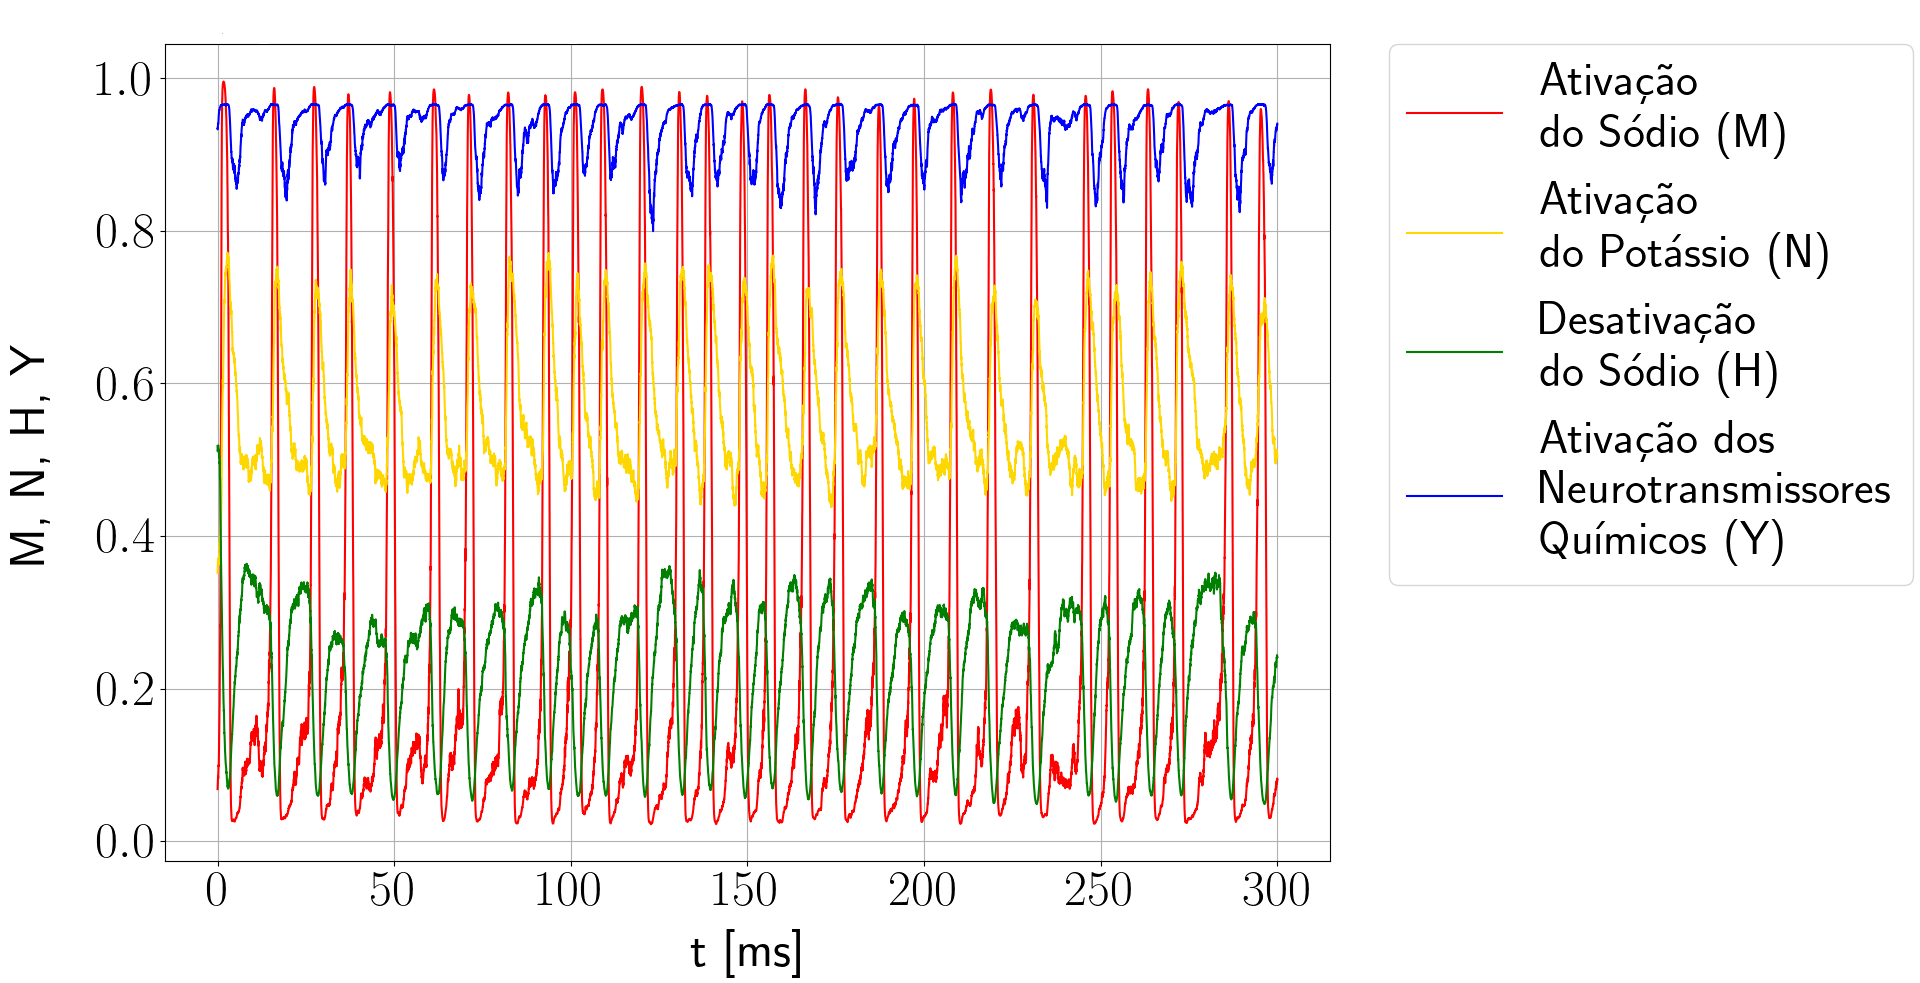 M, N, H, Y
1.0
0.8
0.6
0.4
0.2
0.0
0 50 100 150 200 250 300
t [ms]
Ativação
do Sódio (M)
Ativação
do Potássio (N)
Desativação
do Sódio (H)
Ativação dos
Neurotransmissores
Químicos (Y)